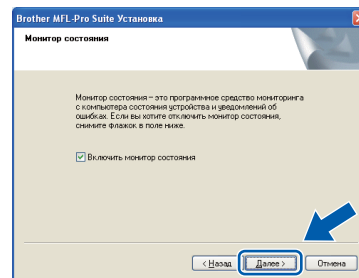 Brother MFL-Pro Suite Установка
Монитор состояния
Монитор состояния – это программное средство мониторинга
с компьютера состояния устройства и уведомлений об
ошибках. Если вы хотите отключить монитор состояния,
снимите флажок в поле ниже.
Включить монитор состояния
< Назад Далее > Отмена